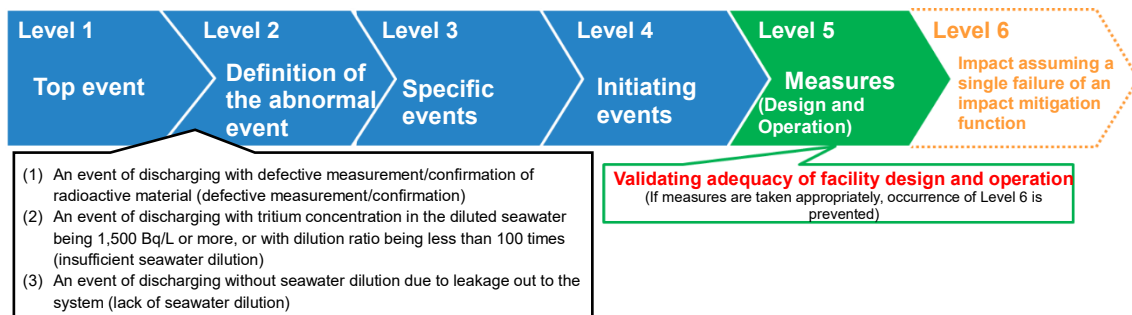 Level 1
Top event
Level 2
Definition of
the abnormal
event
Level 3
Specific
events
Level 4
Initiating
events
Level 5
Measures
(Design and
Operation)
Level 6
Impact assuming a
single failure of an
impact mitigation
function
(1) An event of discharging with defective measurement/confirmation of
radioactive material (defective measurement/confirmation)
(2) An event of discharging with tritium concentration in the diluted seawater
being 1,500 Bq/L or more, or with dilution ratio being less than 100 times
(insufficient seawater dilution)
(3) An event of discharging without seawater dilution due to leakage out to the
system (lack of seawater dilution)
Validating adequacy of facility design and operation
(If measures are taken appropriately, occurrence of Level 6 is
prevented)